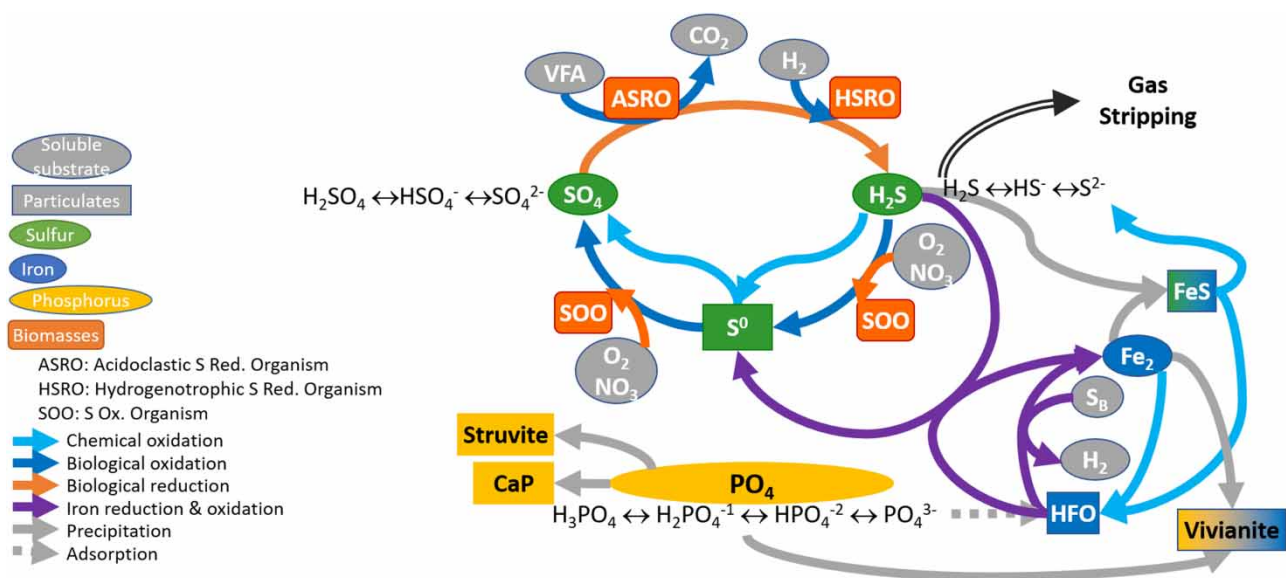 CO₂
VFA
H₂
ASRO
HSRO
Gas
Stripping
Soluble
substrate
Particulates
Sulfur
Iron
Phosphorus
Biomasses
H₂SO₄ ↔HSO₄⁻ ↔SO₄²⁻
SO₄
H₂S
H₂S ↔HS⁻ ↔S²⁻
O₂
NO₃
SOO
S⁰
SOO
O₂
NO₃
FeS
Fe₂
S_B
H₂
ASRO: Acidoclastic S Red. Organism
HSRO: Hydrogenotrophic S Red. Organism
SOO: S Ox. Organism
Chemical oxidation
Biological oxidation
Biological reduction
Iron reduction & oxidation
Precipitation
Adsorption
Struvite
CaP
PO₄
H₃PO₄ ↔ H₂PO₄⁻¹ ↔ HPO₄⁻² ↔ PO₄³⁻
HFO
Vivianite